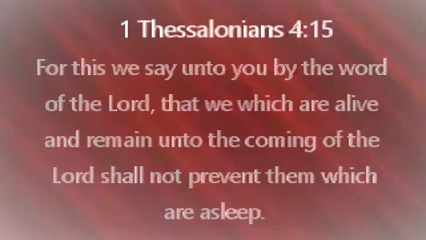 1 Thessalonians 4:15
For this we say unto you by the word
of the Lord, that we which are alive
and remain unto the coming of the
Lord shall not prevent them which
are asleep.